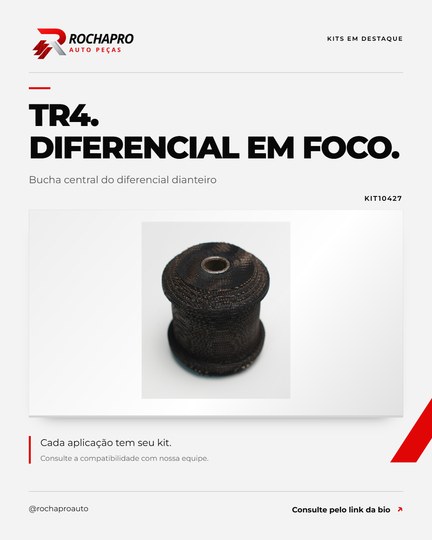 ROCHAPRO
AUTO PEÇAS
KITS EM DESTAQUE
TR4.
DIFERENCIAL EM FOCO.
Bucha central do diferencial dianteiro
KIT10427
Cada aplicação tem seu kit.
Consulte a compatibilidade com nossa equipe.
@rochaproauto
Consulte pelo link da bio